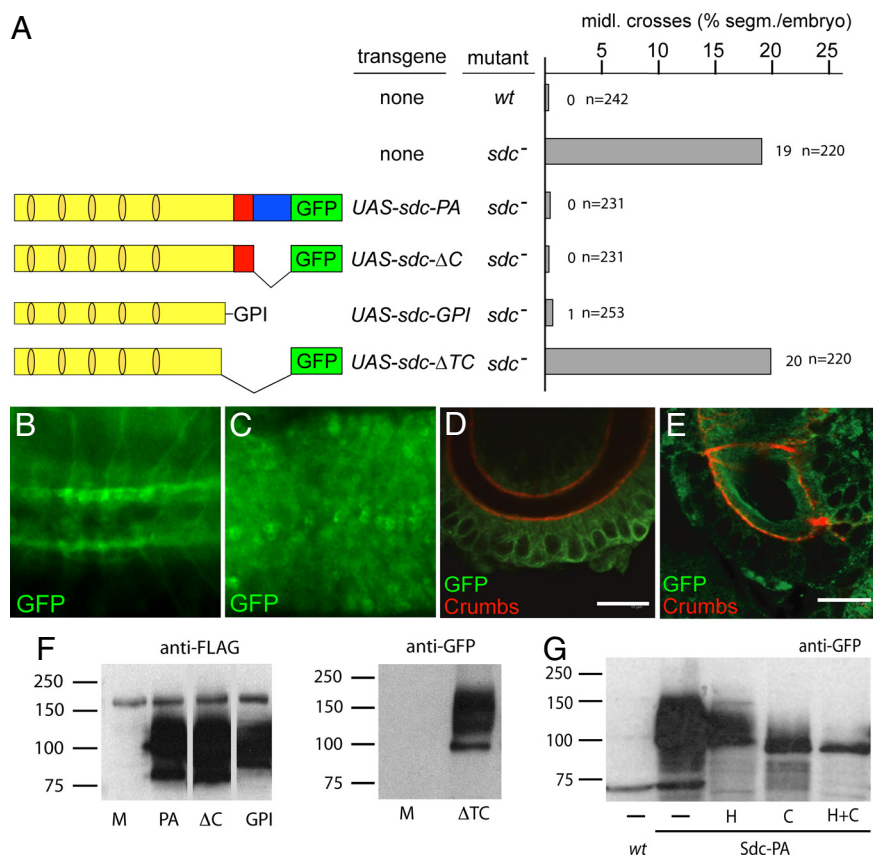 A
midl. crosses (% segm./embryo)
transgene mutant 5 10 15 20 25
none wt 0 n=242
none sdc- 19 n=220
GFP UAS-sdc-PA sdc- 0 n=231
GFP UAS-sdc-ΔC sdc- 0 n=231
GPI UAS-sdc-GPI sdc- 1 n=253
GFP UAS-sdc-ΔTC sdc- 20 n=220
B C D E
GFP GFP GFP GFP
Crumbs Crumbs
F anti-FLAG anti-GFP G anti-GFP
250 250 250
150 150 150
100 100 100
75 75 75
M PA ΔC GPI M ΔTC – – H C H+C
wt Sdc-PA